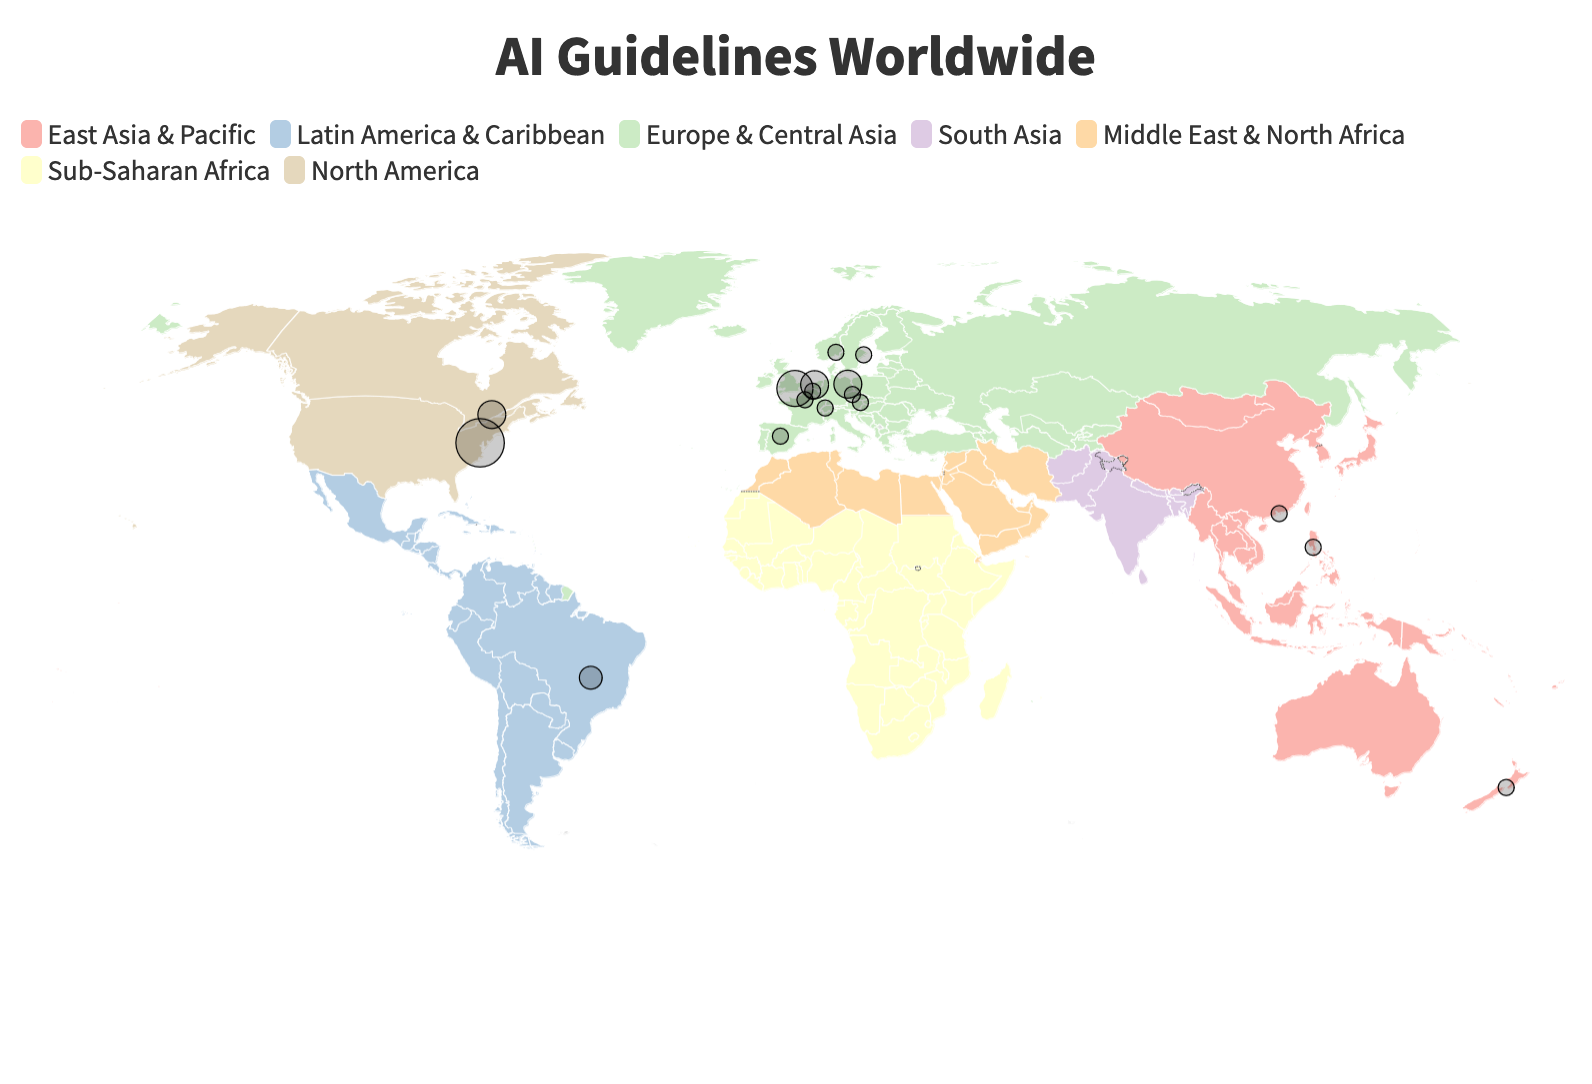 AI Guidelines Worldwide
East Asia & Pacific Latin America & Caribbean Europe & Central Asia South Asia Middle East & North Africa
Sub-Saharan Africa North America